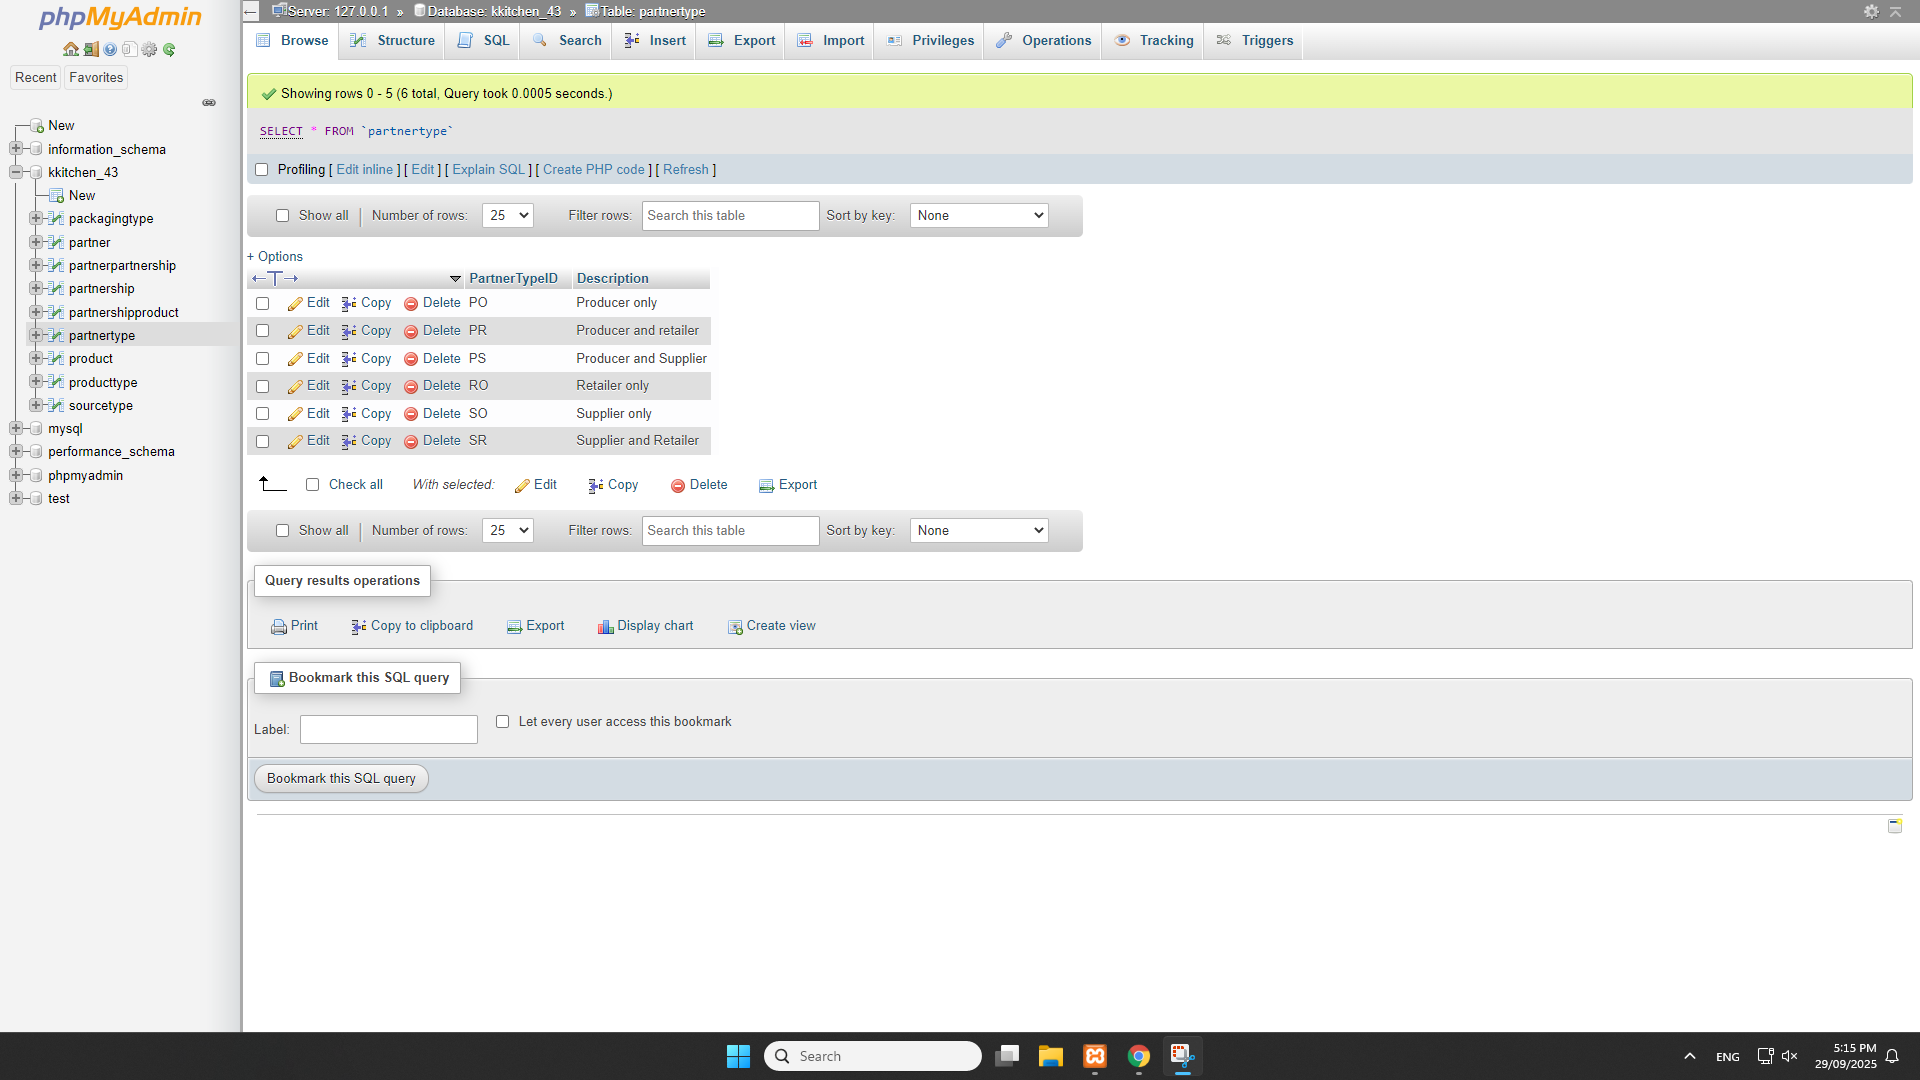 phpMyAdmin
Recent Favorites
New
information_schema
kkitchen_43
New
packagingtype
partner
partnerpartnership
partnership
partnershipproduct
partnertype
product
producttype
sourcetype
mysql
performance_schema
phpmyadmin
test
Server: 127.0.0.1 » Database: kkitchen_43 » Table: partnertype
Browse Structure SQL Search Insert Export Import Privileges Operations Tracking Triggers
Showing rows 0 - 5 (6 total, Query took 0.0005 seconds.)
SELECT * FROM `partnertype`
Profiling [ Edit inline ] [ Edit ] [ Explain SQL ] [ Create PHP code ] [ Refresh ]
Show all Number of rows: 25 Filter rows: Search this table Sort by key: None
+ Options
←T→ PartnerTypeID Description
Edit Copy Delete PO Producer only
Edit Copy Delete PR Producer and retailer
Edit Copy Delete PS Producer and Supplier
Edit Copy Delete RO Retailer only
Edit Copy Delete SO Supplier only
Edit Copy Delete SR Supplier and Retailer
Check all With selected: Edit Copy Delete Export
Show all Number of rows: 25 Filter rows: Search this table Sort by key: None
Query results operations
Print Copy to clipboard Export Display chart Create view
Bookmark this SQL query
Label: Let every user access this bookmark
Bookmark this SQL query
Search
ENG
5:15 PM
29/09/2025